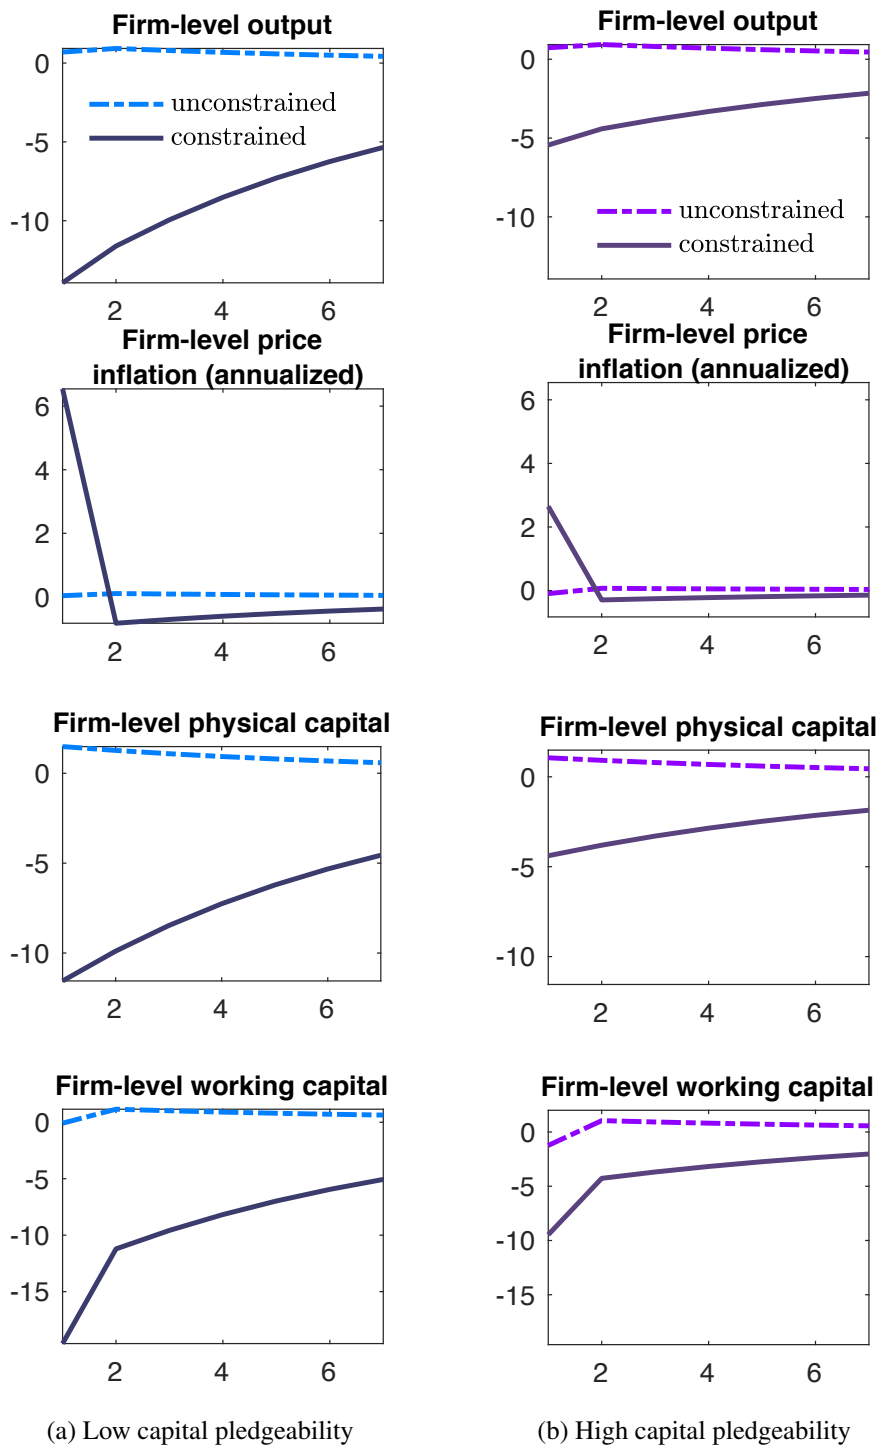 Firm-level output
0
-5
-10
2 4 6
unconstrained
constrained
Firm-level output
0
-5
-10
2 4 6
unconstrained
constrained
Firm-level price
inflation (annualized)
6
4
2
0
2 4 6
Firm-level price
inflation (annualized)
6
4
2
0
2 4 6
Firm-level physical capital
0
-5
-10
2 4 6
Firm-level physical capital
0
-5
-10
2 4 6
Firm-level working capital
0
-5
-10
-15
2 4 6
Firm-level working capital
0
-5
-10
-15
2 4 6
(a) Low capital pledgeability
(b) High capital pledgeability